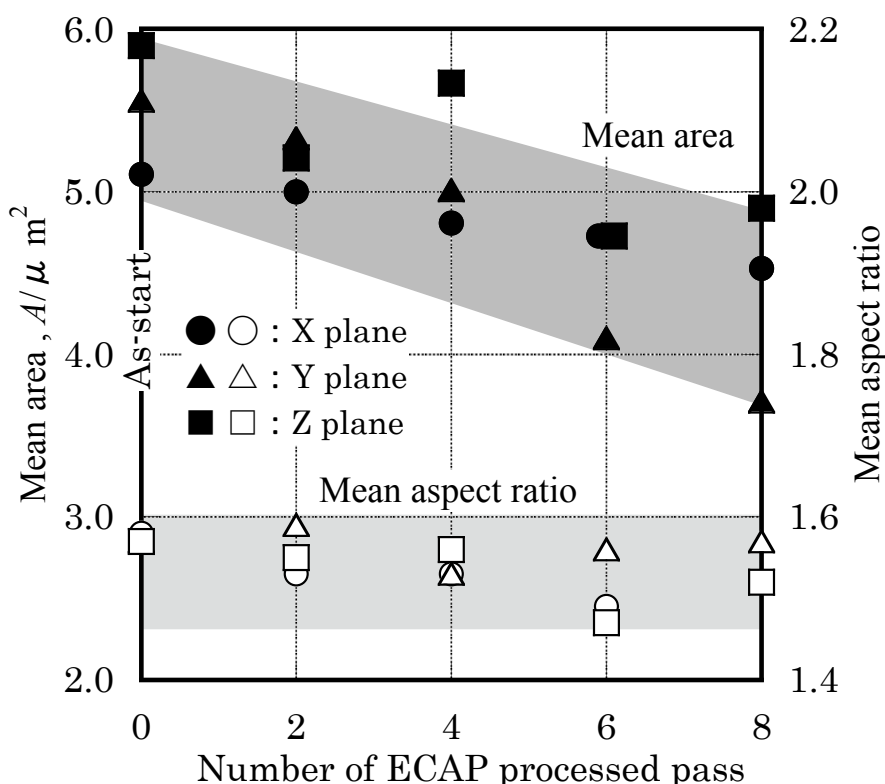 6.0
5.0
4.0
3.0
2.0
Mean area , A/μ m²
As-start
Mean area
● ○ : X plane
▲ △ : Y plane
■ □ : Z plane
Mean aspect ratio
2.2
2.0
1.8
1.6
1.4
Mean aspect ratio
0 2 4 6 8
Number of ECAP processed pass